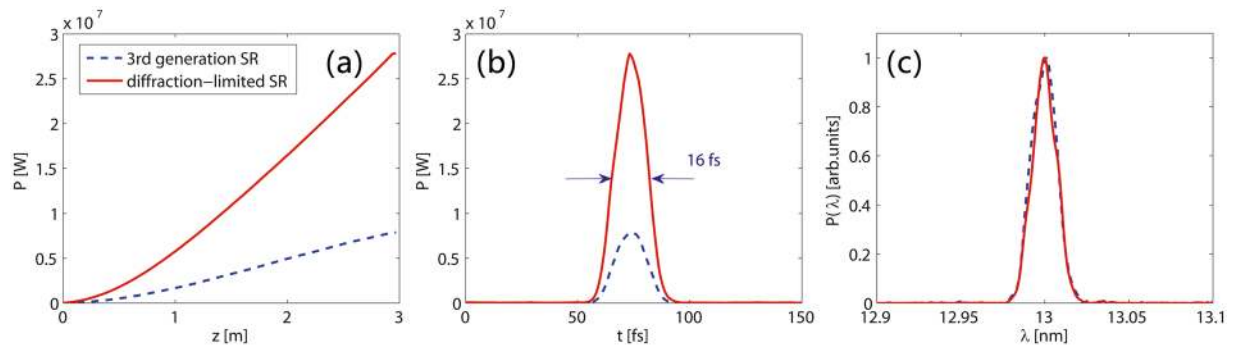 x 10^7
3
2.5
2
1.5
1
0.5
0
P [W]
0 1 2 3
z [m]
3rd generation SR
diffraction−limited SR
(a)
x 10^7
3
2.5
2
1.5
1
0.5
0
P [W]
0 50 100 150
t [fs]
(b)
16 fs
1
0.8
0.6
0.4
0.2
0
P(λ) [arb.units]
12.9 12.95 13 13.05 13.1
λ [nm]
(c)